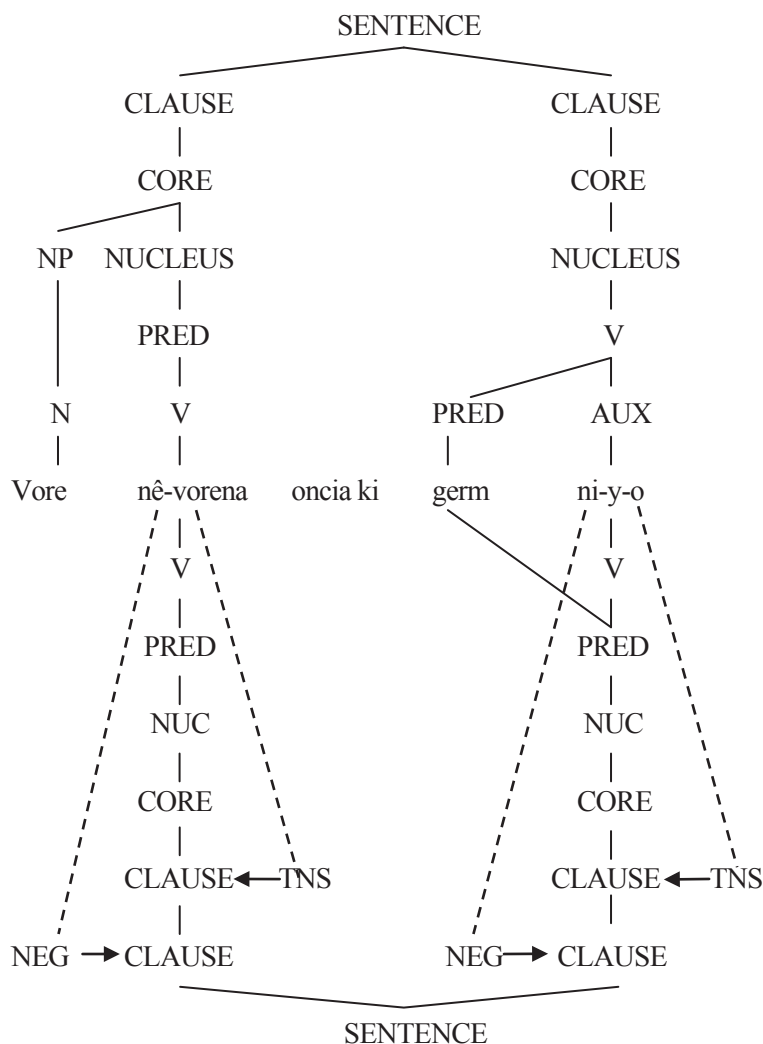 SENTENCE
CLAUSE CLAUSE
CORE CORE
NP NUCLEUS NUCLEUS
PRED V
N V PRED AUX
Vore nê-vorena oncia ki germ ni-y-o
V V
PRED PRED
NUC NUC
CORE CORE
CLAUSE TNS CLAUSE TNS
NEG CLAUSE NEG CLAUSE
SENTENCE